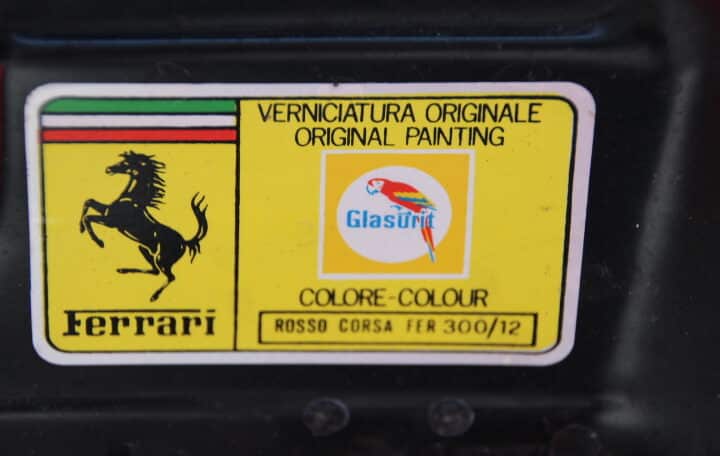 VERNICIATURA ORIGINALE
ORIGINAL PAINTING
Glasurit
COLORE-COLOUR
ROSSO CORSA FER 300/12
Ferrari